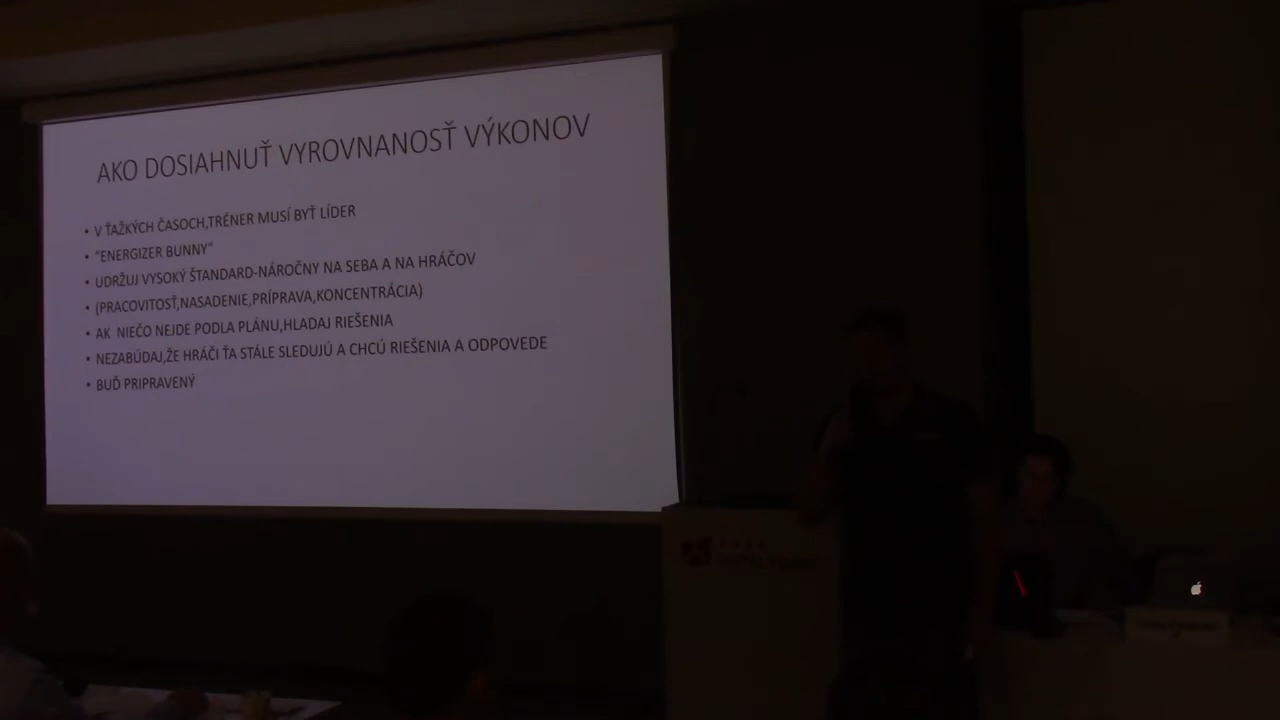 AKO DOSIAHNUŤ VYROVNANOSŤ VÝKONOV
• V ŤAŽKÝCH ČASOCH,TRÉNER MUSÍ BYŤ LÍDER
• "ENERGIZER BUNNY"
• UDRŽUJ VYSOKÝ ŠTANDARD-NÁROČNY NA SEBA A NA HRÁČOV
• (PRACOVITOSŤ,NASADENIE,PRÍPRAVA,KONCENTRÁCIA)
• AK NIEČO NEJDE PODLA PLÁNU,HLADAJ RIEŠENIA
• NEZABÚDAJ,ŽE HRÁČI ŤA STÁLE SLEDUJÚ A CHCÚ RIEŠENIA A ODPOVEDE
• BUĎ PRIPRAVENÝ